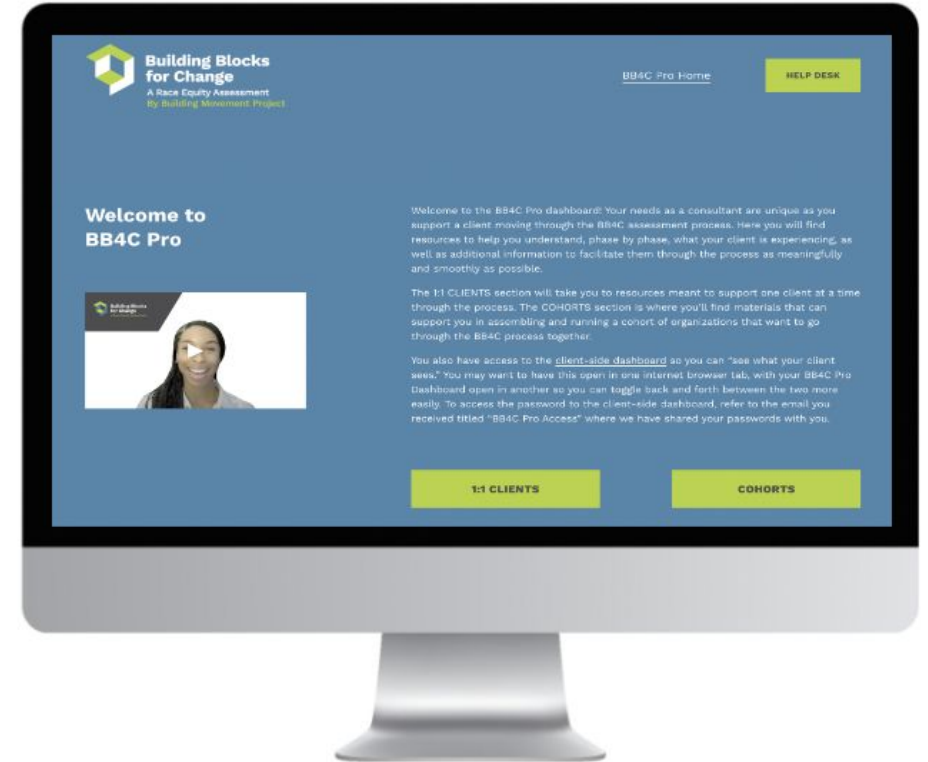 Building Blocks
for Change
A Race Equity Assessment
By Building Movement Project
BB4C Pro Home
HELP DESK
Welcome to
BB4C Pro
Building Blocks
for Change
Welcome to the BB4C Pro dashboard! Your needs as a consultant are unique as you
support a client moving through the BB4C assessment process. Here you will find
resources to help you understand, phase by phase, what your client is experiencing, as
well as additional information to facilitate them through the process as meaningfully
and smoothly as possible.
The 1:1 CLIENTS section will take you to resources meant to support one client at a time
through the process. The COHORTS section is where you'll find materials that can
support you in assembling and running a cohort of organizations that want to go
through the BB4C process together.
You also have access to the client-side dashboard so you can "see what your client
sees." You may want to have this open in one internet browser tab, with your BB4C Pro
Dashboard open in another so you can toggle back and forth between the two more
easily. To access the password to the client-side dashboard, refer to the email you
received titled "BB4C Pro Access" where we have shared your passwords with you.
1:1 CLIENTS
COHORTS